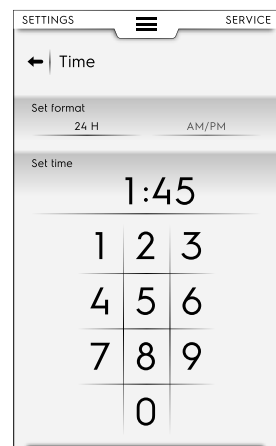 SETTINGS SERVICE
Time
Set format
24 H AM/PM
Set time
1:45
1 2 3
4 5 6
7 8 9
0